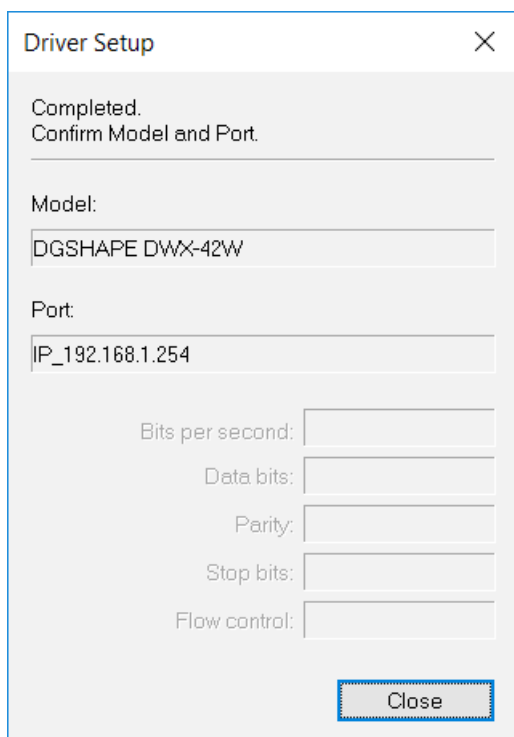 Driver Setup
Completed.
Confirm Model and Port.
Model:
DGSHAPE DWX-42W
Port:
IP_192.168.1.254
Bits per second:
Data bits:
Parity:
Stop bits:
Flow control:
Close